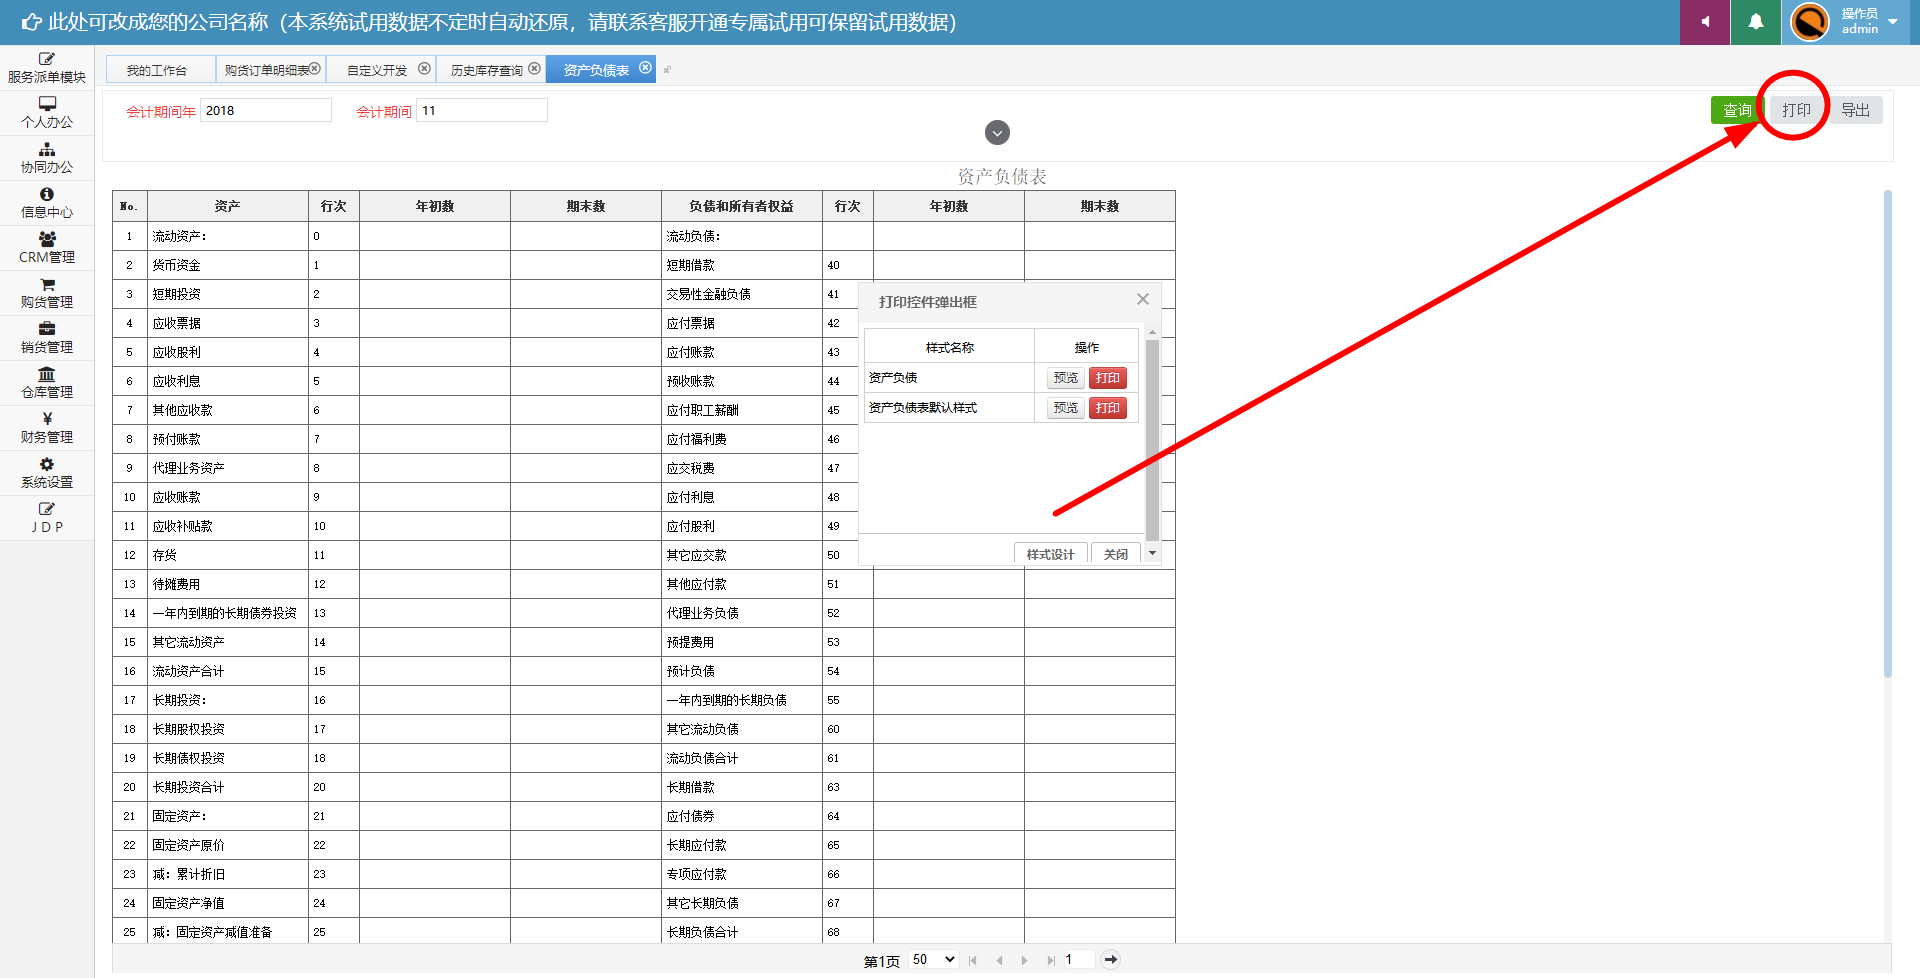 此处可改成您的公司名称（本系统试用数据不定时自动还原，请联系客服开通专属试用可保留试用数据）
操作员
admin
服务派单模块
个人办公
协同办公
信息中心
CRM管理
购货管理
销货管理
仓库管理
财务管理
系统设置
J D P
我的工作台 购货订单明细表 自定义开发 历史库存查询 资产负债表
会计期间年 2018 会计期间 11 查询 打印 导出
资产负债表
No. 资产 行次 年初数 期末数 负债和所有者权益 行次 年初数 期末数
1 流动资产： 0 流动负债：
2 货币资金 1 短期借款 40
3 短期投资 2 交易性金融负债 41
4 应收票据 3 应付票据 42
5 应收股利 4 应付账款 43
6 应收利息 5 预收账款 44
7 其他应收款 6 应付职工薪酬 45
8 预付账款 7 应付福利费 46
9 代理业务资产 8 应交税费 47
10 应收账款 9 应付利息 48
11 应收补贴款 10 应付股利 49
12 存货 11 其它应交款 50
13 待摊费用 12 其他应付款 51
14 一年内到期的长期债券投资 13 代理业务负债 52
15 其它流动资产 14 预提费用 53
16 流动资产合计 15 预计负债 54
17 长期投资： 16 一年内到期的长期负债 55
18 长期股权投资 17 其它流动负债 60
19 长期债权投资 18 流动负债合计 61
20 长期投资合计 20 长期借款 63
21 固定资产： 21 应付债券 64
22 固定资产原价 22 长期应付款 65
23 减：累计折旧 23 专项应付款 66
24 固定资产净值 24 其它长期负债 67
25 减：固定资产减值准备 25 长期负债合计 68
打印控件弹出框
样式名称 操作
资产负债 预览 打印
资产负债表默认样式 预览 打印
样式设计 关闭
第1页 50 1